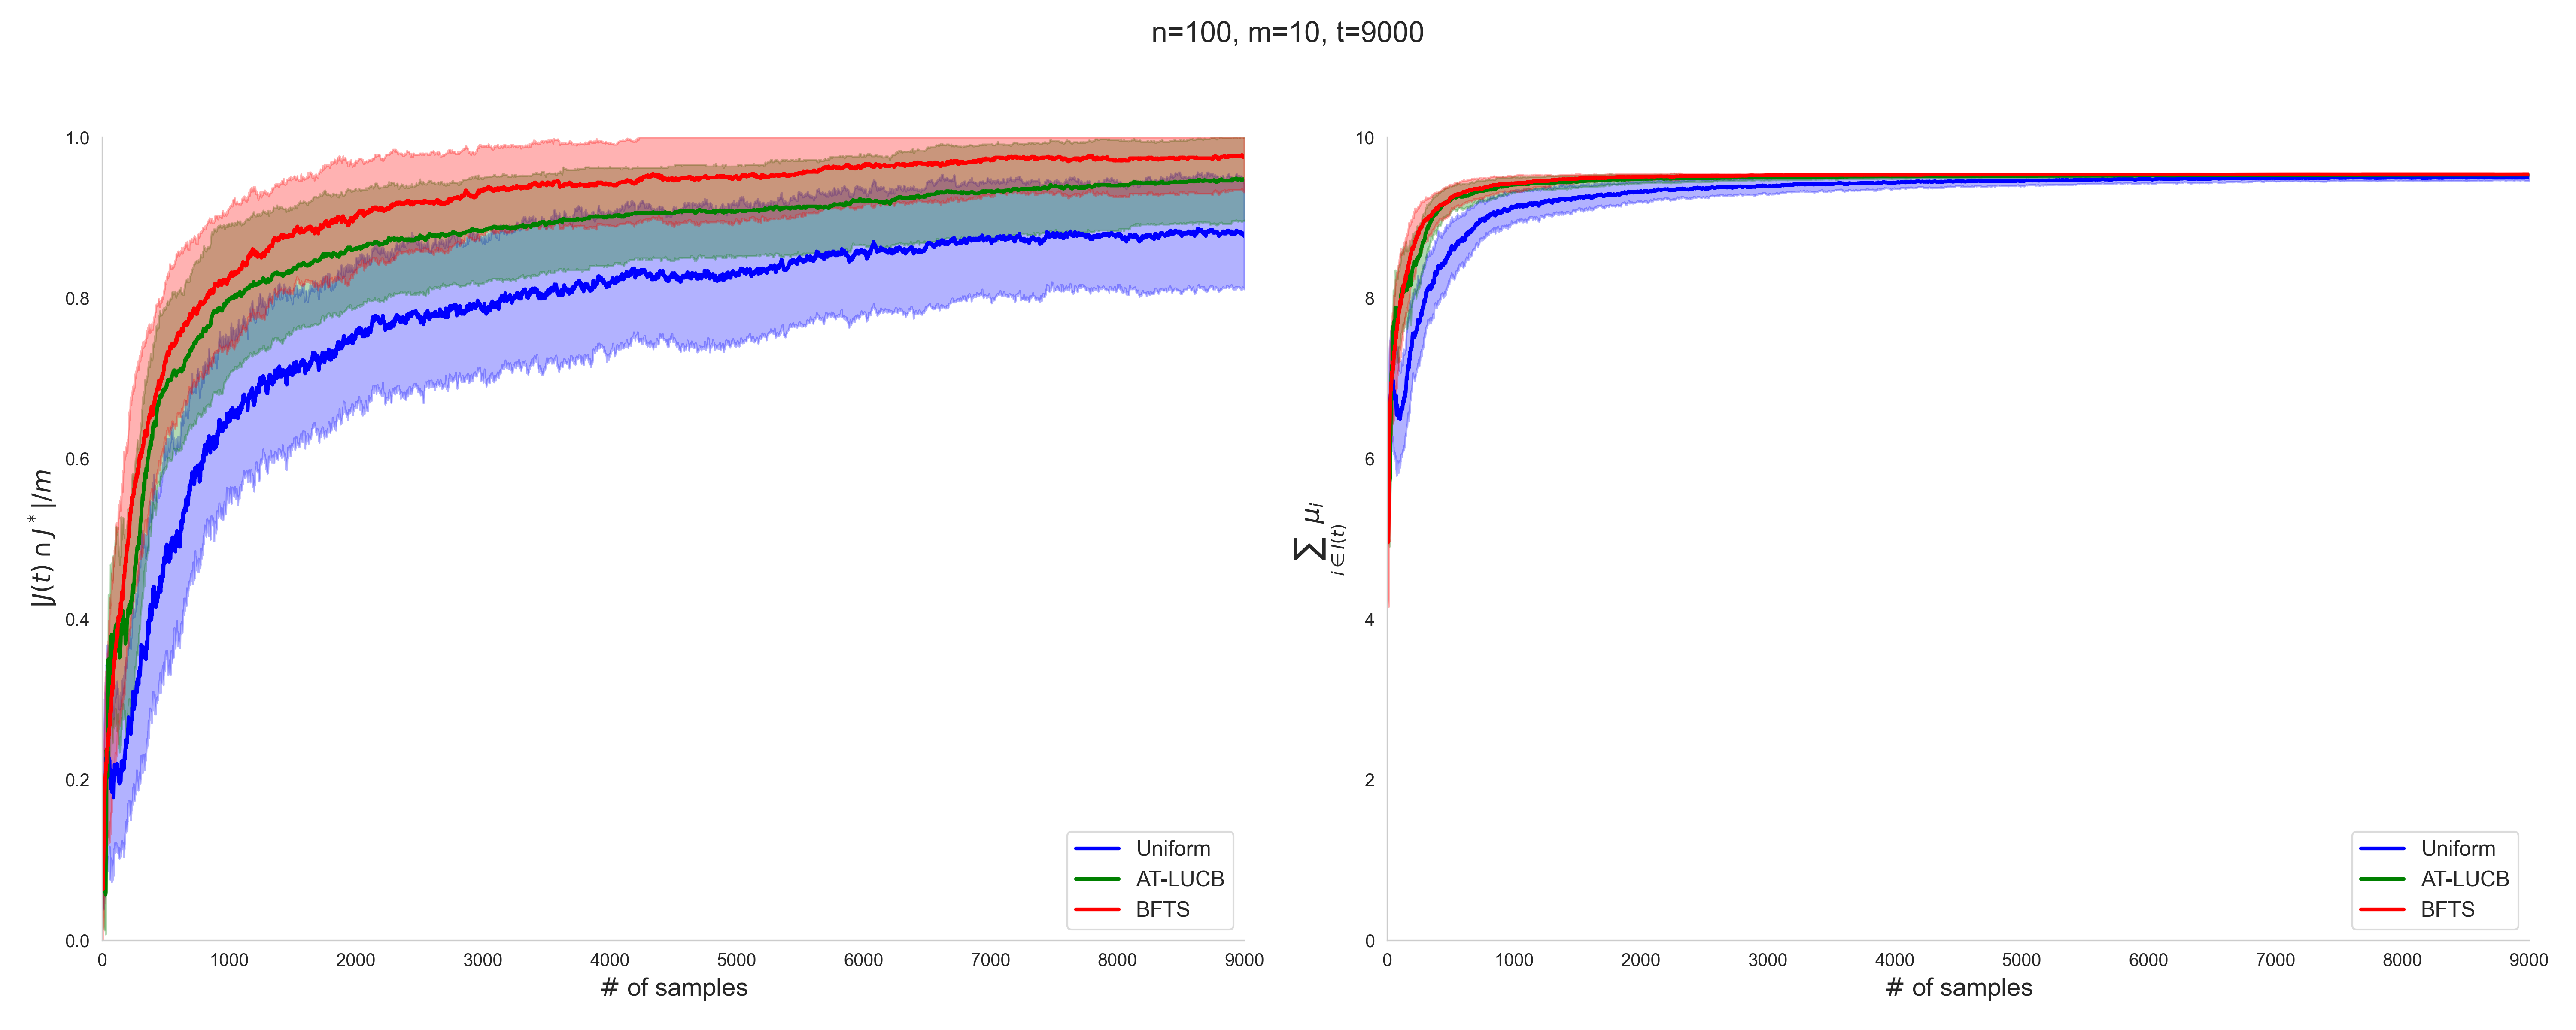 n=100, m=10, t=9000
|J(t) ∩ J*|/m
1.0
0.8
0.6
0.4
0.2
0.0
0 1000 2000 3000 4000 5000 6000 7000 8000 9000
# of samples
Uniform
AT-LUCB
BFTS
∑ μi
i∈I(t)
10
8
6
4
2
0
0 1000 2000 3000 4000 5000 6000 7000 8000 9000
# of samples
Uniform
AT-LUCB
BFTS